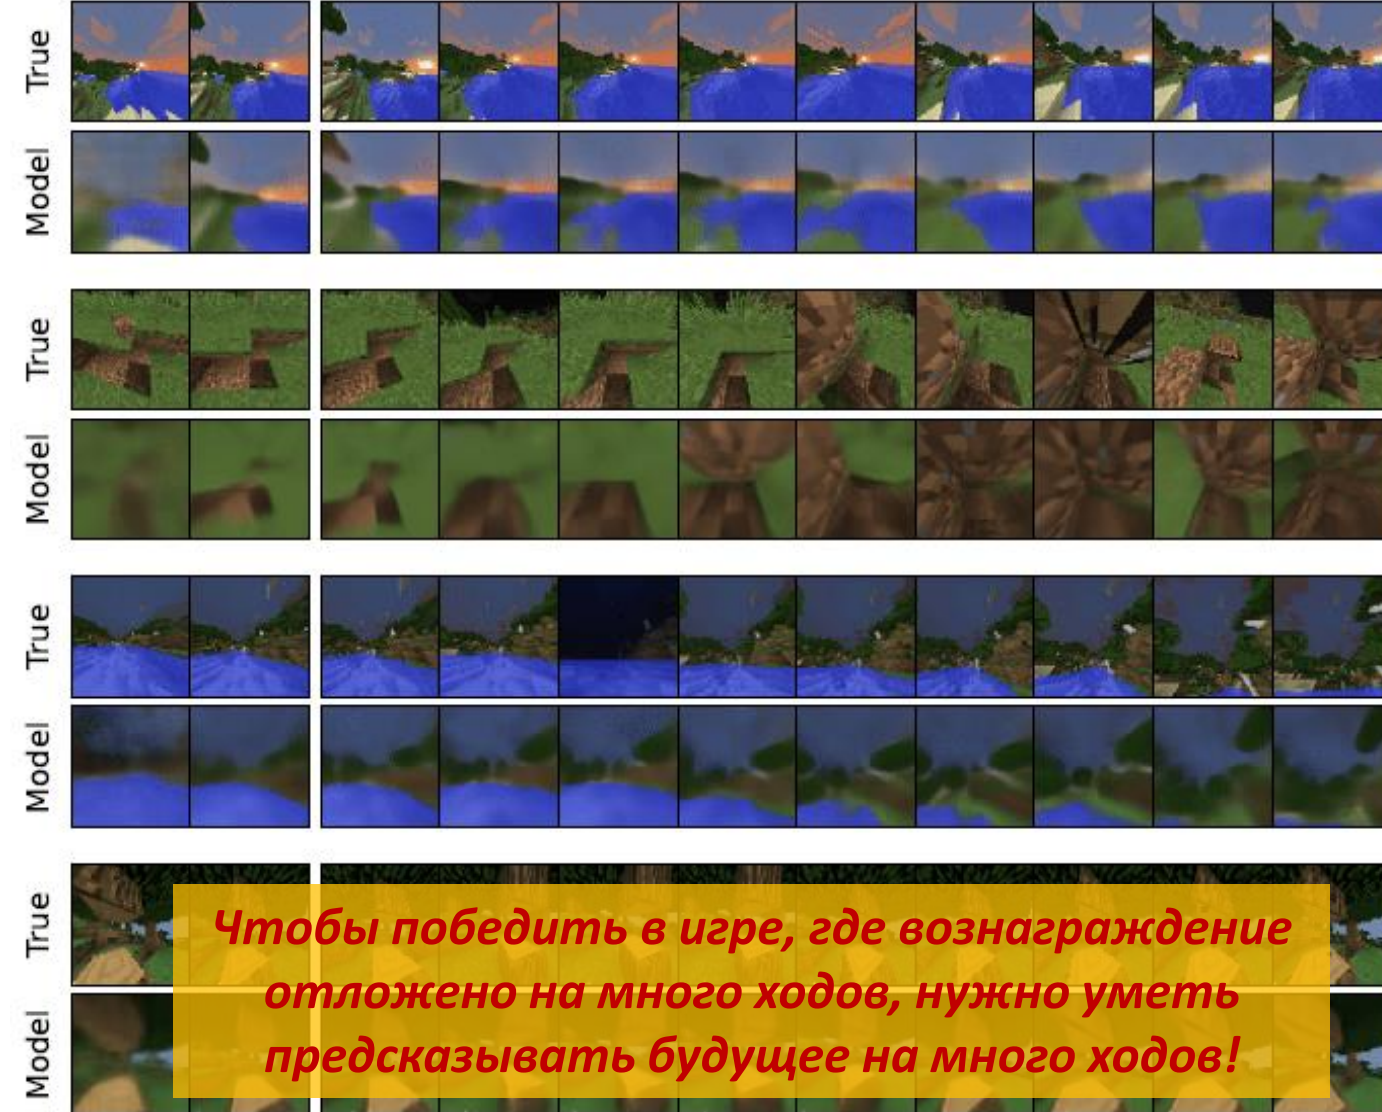 True
Model
True
Model
True
Model
True
Model
Чтобы победить в игре, где вознаграждение
отложено на много ходов, нужно уметь
предсказывать будущее на много ходов!